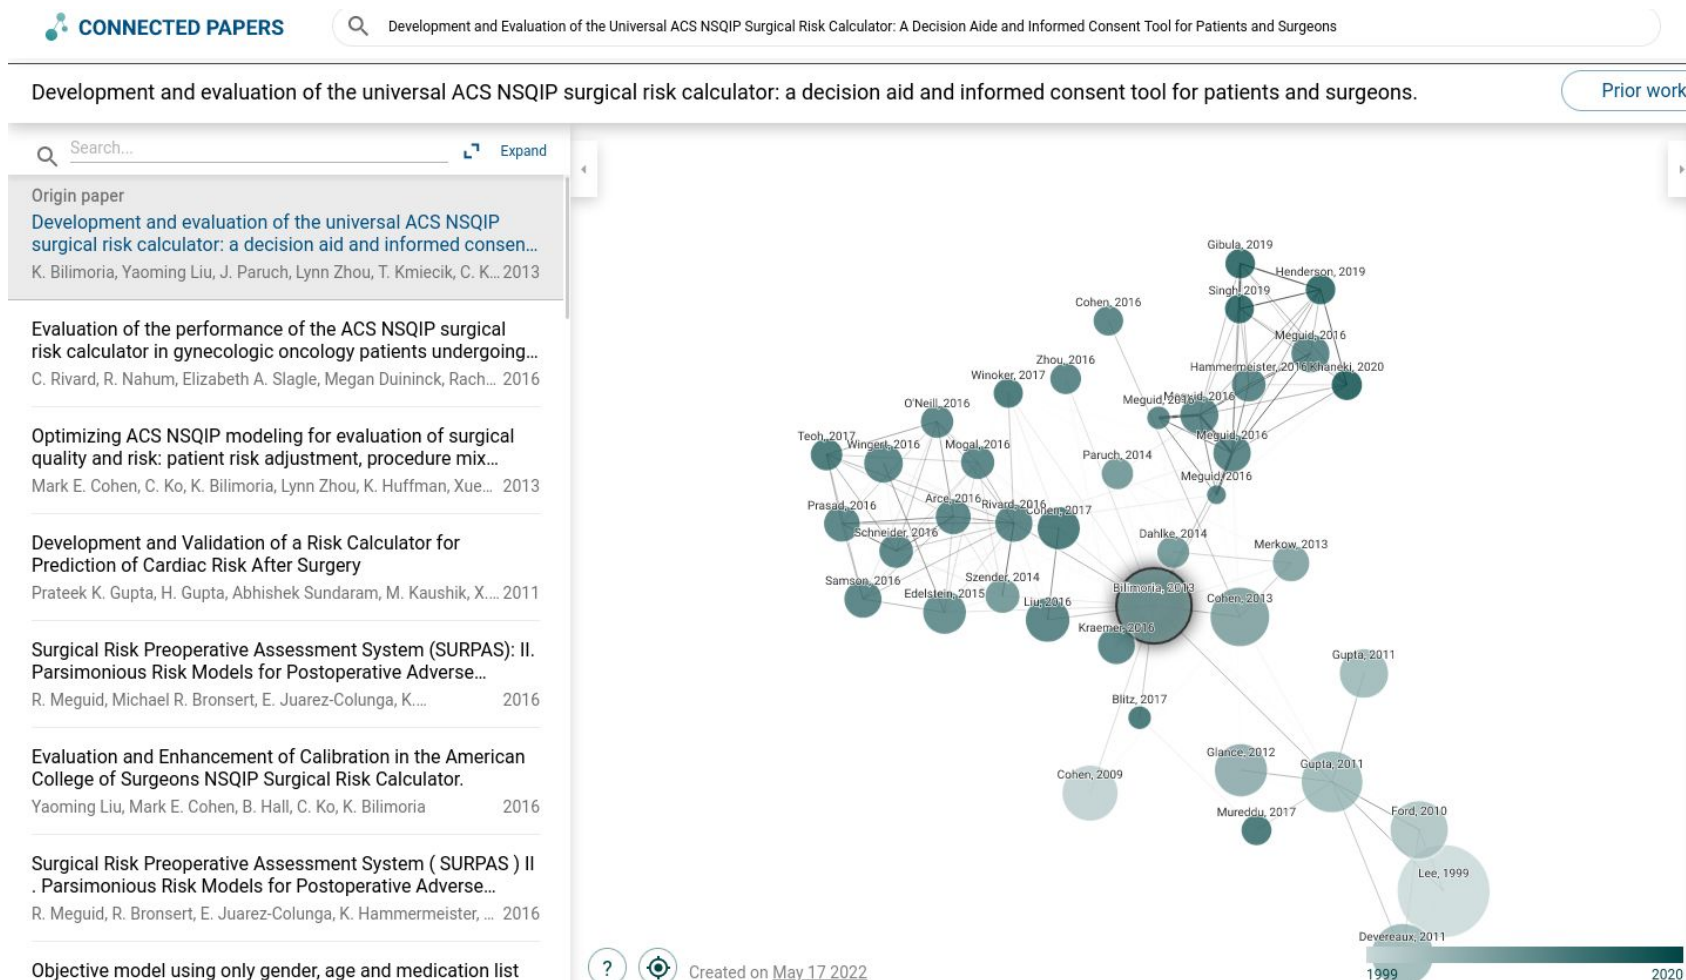 CONNECTED PAPERS
Development and Evaluation of the Universal ACS NSQIP Surgical Risk Calculator: A Decision Aide and Informed Consent Tool for Patients and Surgeons
Development and evaluation of the universal ACS NSQIP surgical risk calculator: a decision aid and informed consent tool for patients and surgeons.
Prior work
Search...
Expand
Origin paper
Development and evaluation of the universal ACS NSQIP
surgical risk calculator: a decision aid and informed consen...
K. Bilimoria, Yaoming Liu, J. Paruch, Lynn Zhou, T. Kmiecik, C. K... 2013
Evaluation of the performance of the ACS NSQIP surgical
risk calculator in gynecologic oncology patients undergoing...
C. Rivard, R. Nahum, Elizabeth A. Slagle, Megan Duininck, Rach... 2016
Optimizing ACS NSQIP modeling for evaluation of surgical
quality and risk: patient risk adjustment, procedure mix...
Mark E. Cohen, C. Ko, K. Bilimoria, Lynn Zhou, K. Huffman, Xue... 2013
Development and Validation of a Risk Calculator for
Prediction of Cardiac Risk After Surgery
Prateek K. Gupta, H. Gupta, Abhishek Sundaram, M. Kaushik, X.... 2011
Surgical Risk Preoperative Assessment System (SURPAS): II.
Parsimonious Risk Models for Postoperative Adverse...
R. Meguid, Michael R. Bronsert, E. Juarez-Colunga, K.... 2016
Evaluation and Enhancement of Calibration in the American
College of Surgeons NSQIP Surgical Risk Calculator.
Yaoming Liu, Mark E. Cohen, B. Hall, C. Ko, K. Bilimoria 2016
Surgical Risk Preoperative Assessment System ( SURPAS ) II
. Parsimonious Risk Models for Postoperative Adverse...
R. Meguid, R. Bronsert, E. Juarez-Colunga, K. Hammermeister, ... 2016
Objective model using only gender, age and medication list
Gibula, 2019
Henderson, 2019
Singh, 2019
Cohen, 2016
Meguid, 2016
Zhou, 2016
Hammermeister, 2016
Khaneki, 2020
Winoker, 2017
Meguid, 2016
Meguid, 2016
O'Neill, 2016
Teoh, 2017
Wingert, 2016
Mogal, 2016
Meguid, 2016
Paruch, 2014
Meguid, 2016
Prasad, 2016
Arce, 2016
Rivard, 2016
Cohen, 2017
Schneider, 2016
Dahlke, 2014
Merkow, 2013
Samson, 2016
Szender, 2014
Edelstein, 2015
Liu, 2016
Bilimoria, 2013
Cohen, 2013
Kraemer, 2016
Gupta, 2011
Blitz, 2017
Glance, 2012
Gupta, 2011
Cohen, 2009
Mureddu, 2017
Ford, 2010
Lee, 1999
Devereaux, 2011
?
Created on May 17 2022
1999
2020